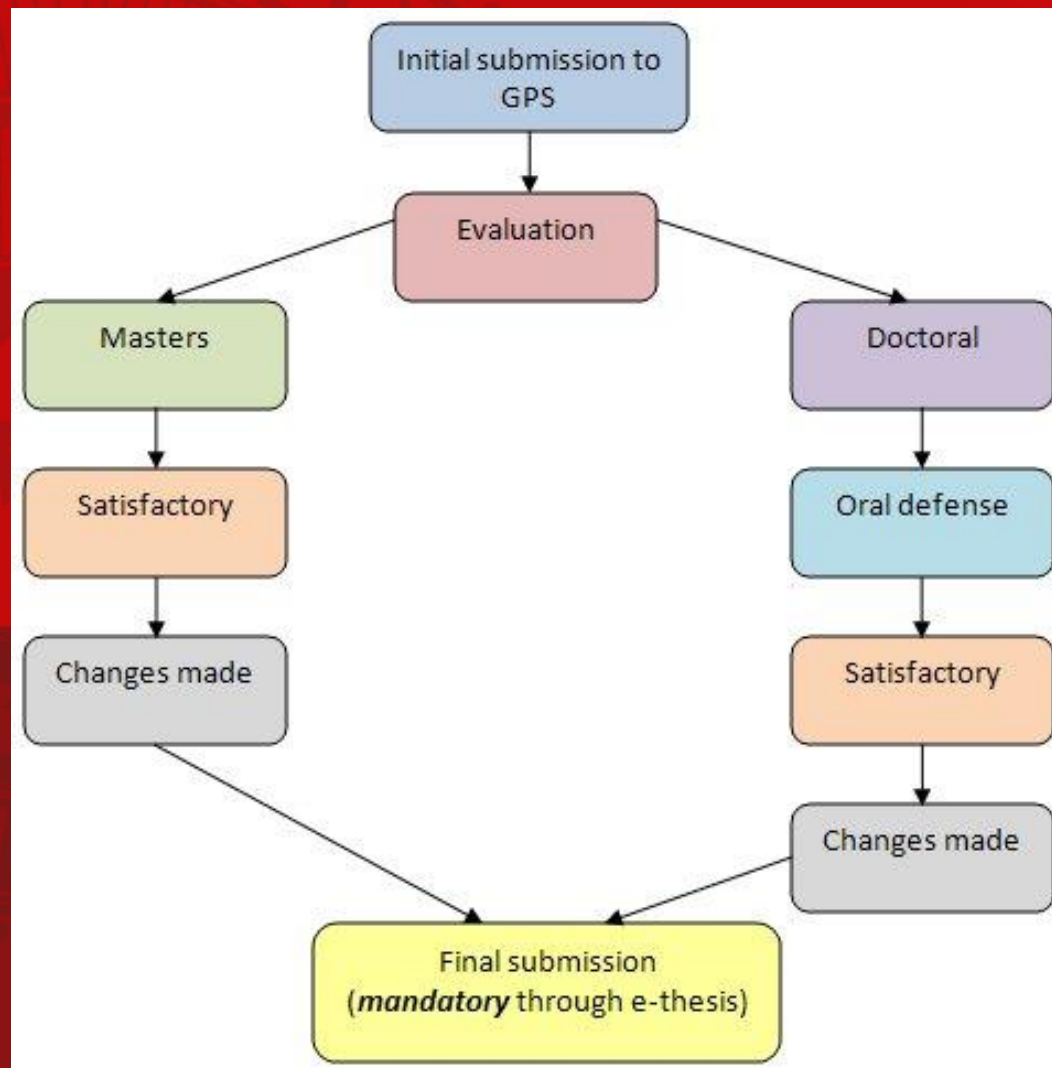 Initial submission to
GPS
Evaluation
Masters
Doctoral
Satisfactory
Oral defense
Changes made
Satisfactory
Changes made
Final submission
(mandatory through e-thesis)